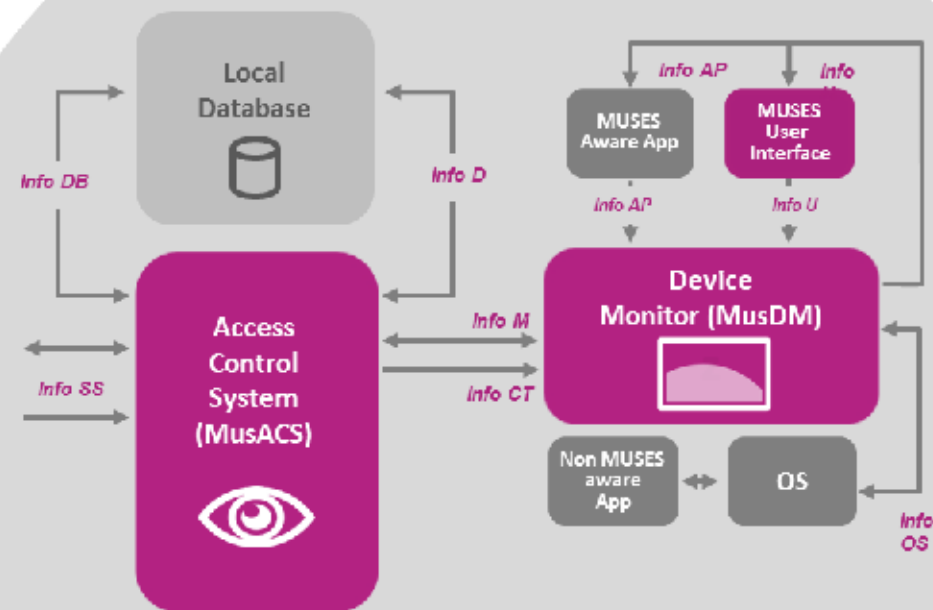 Local
Database
Info DB
Info D
Access
Control
System
(MusACS)
Info SS
Info M
Info CT
Info AP
Info
MUSES
Aware App
MUSES
User
Interface
Info AP
Info U
Device
Monitor (MusDM)
Non MUSES
aware
App
OS
Info
OS